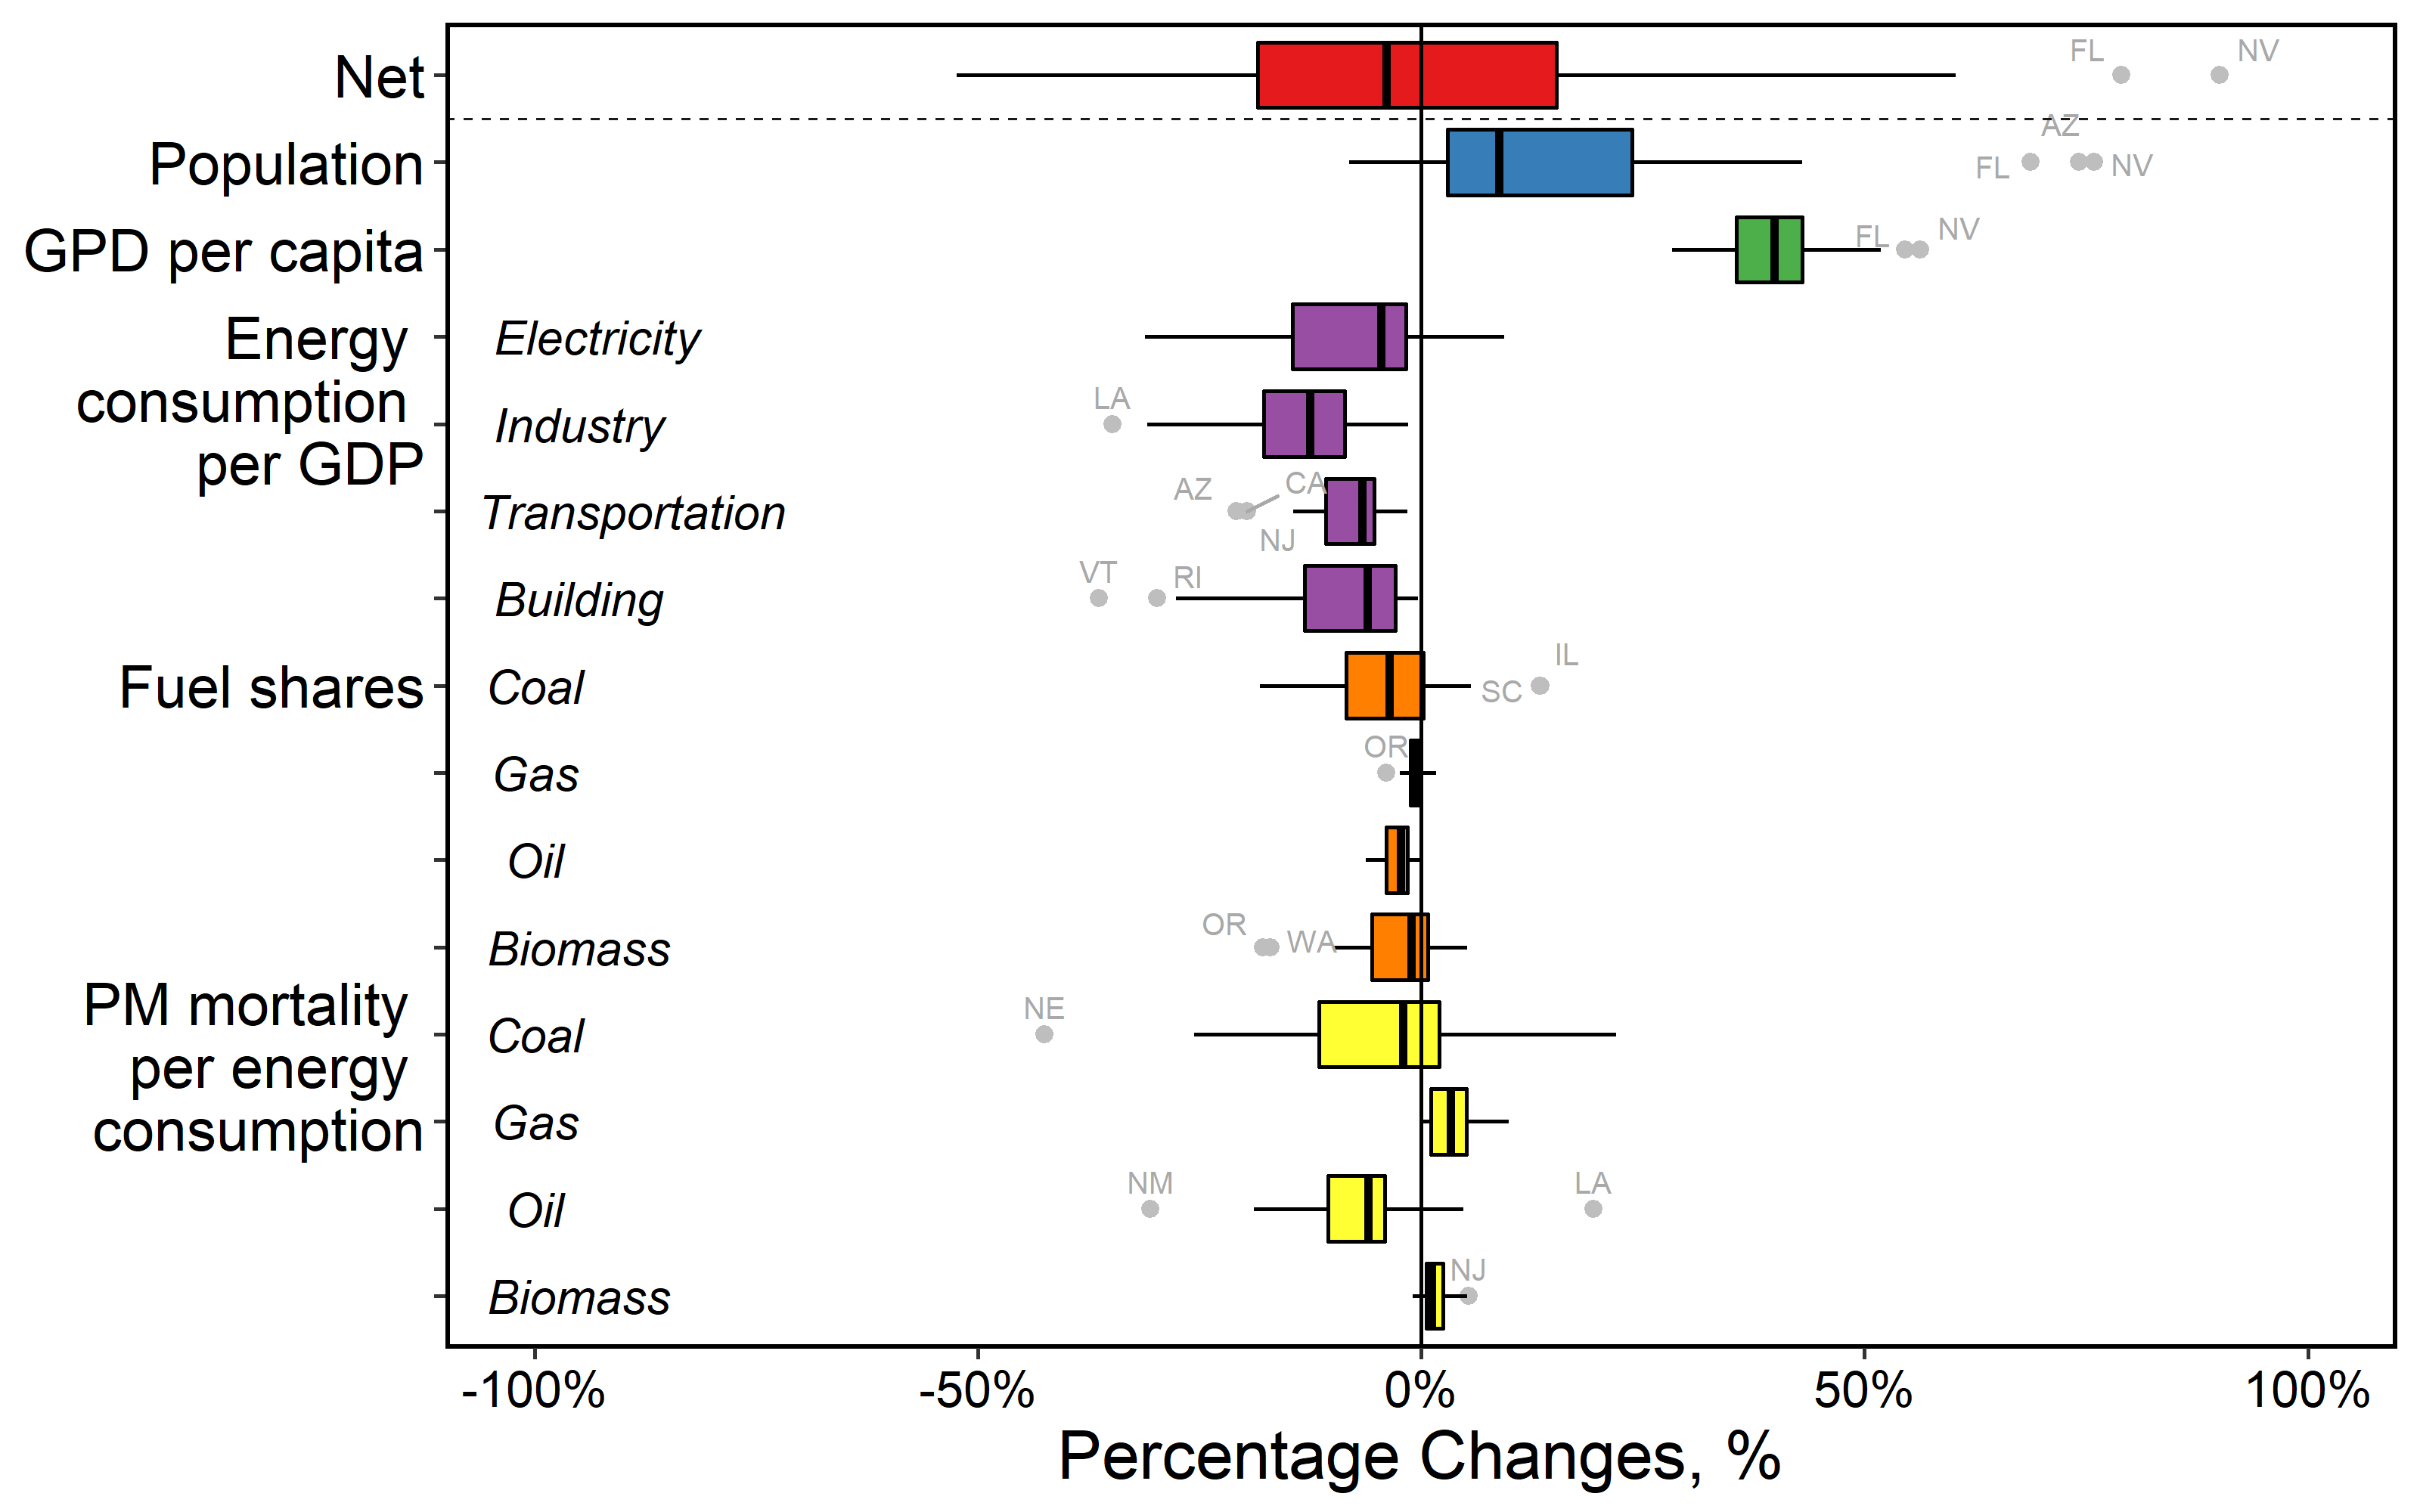 Net
FL
NV
Population
AZ
FL
NV
GPD per capita
FL
NV
Energy
consumption
per GDP
Electricity
LA
Industry
AZ
CA
Transportation
NJ
VT
RI
Building
Fuel shares
Coal
IL
SC
OR
Gas
Oil
OR
WA
Biomass
PM mortality
per energy
consumption
NE
Coal
Gas
NM
LA
Oil
NJ
Biomass
-100%
-50%
0%
50%
100%
Percentage Changes, %